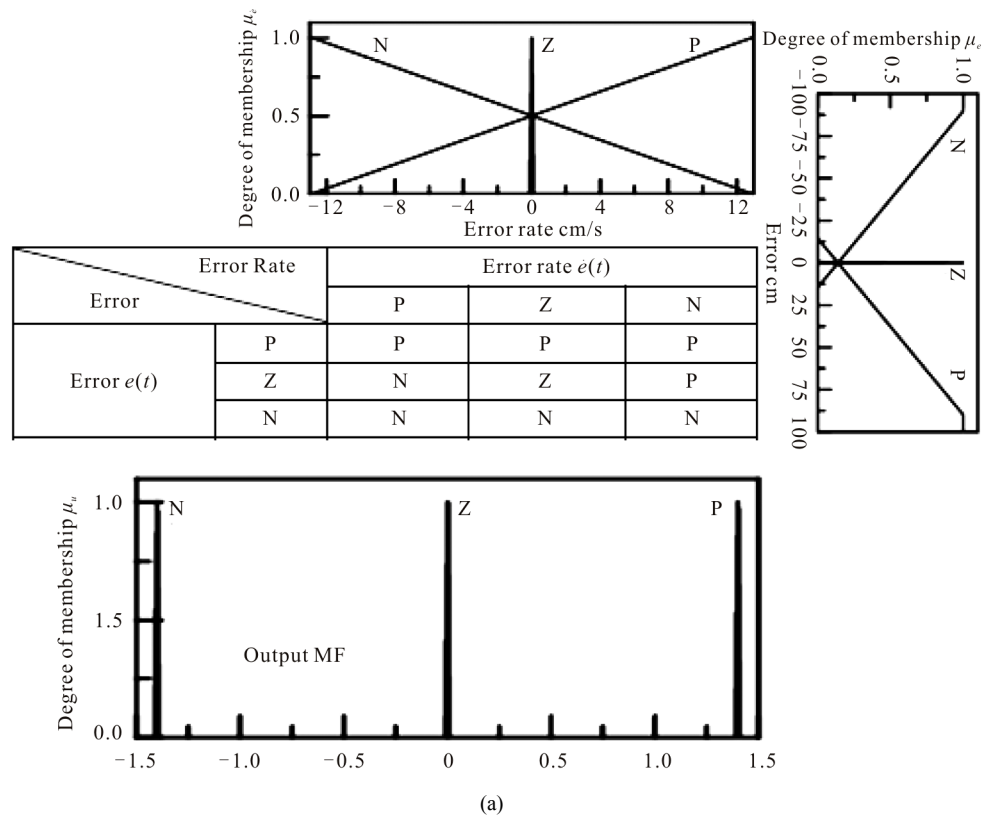 Degree of membership μₑ
1.0
0.5
0.0
N
Z
P
−12
−8
−4
0
4
8
12
Error rate cm/s
Degree of membership μₑ
0.0
0.5
1.0
−100
−75
−50
−25
0
25
50
75
100
Error cm
N
Z
P
Error Rate
Error
Error rate ė(t)
P Z N
Error e(t)
P P P P
Z N Z P
N N N N
Degree of membership μᵤ
1.0
1.5
0.0
N
Z
P
Output MF
−1.5
−1.0
−0.5
0
0.5
1.0
1.5
(a)